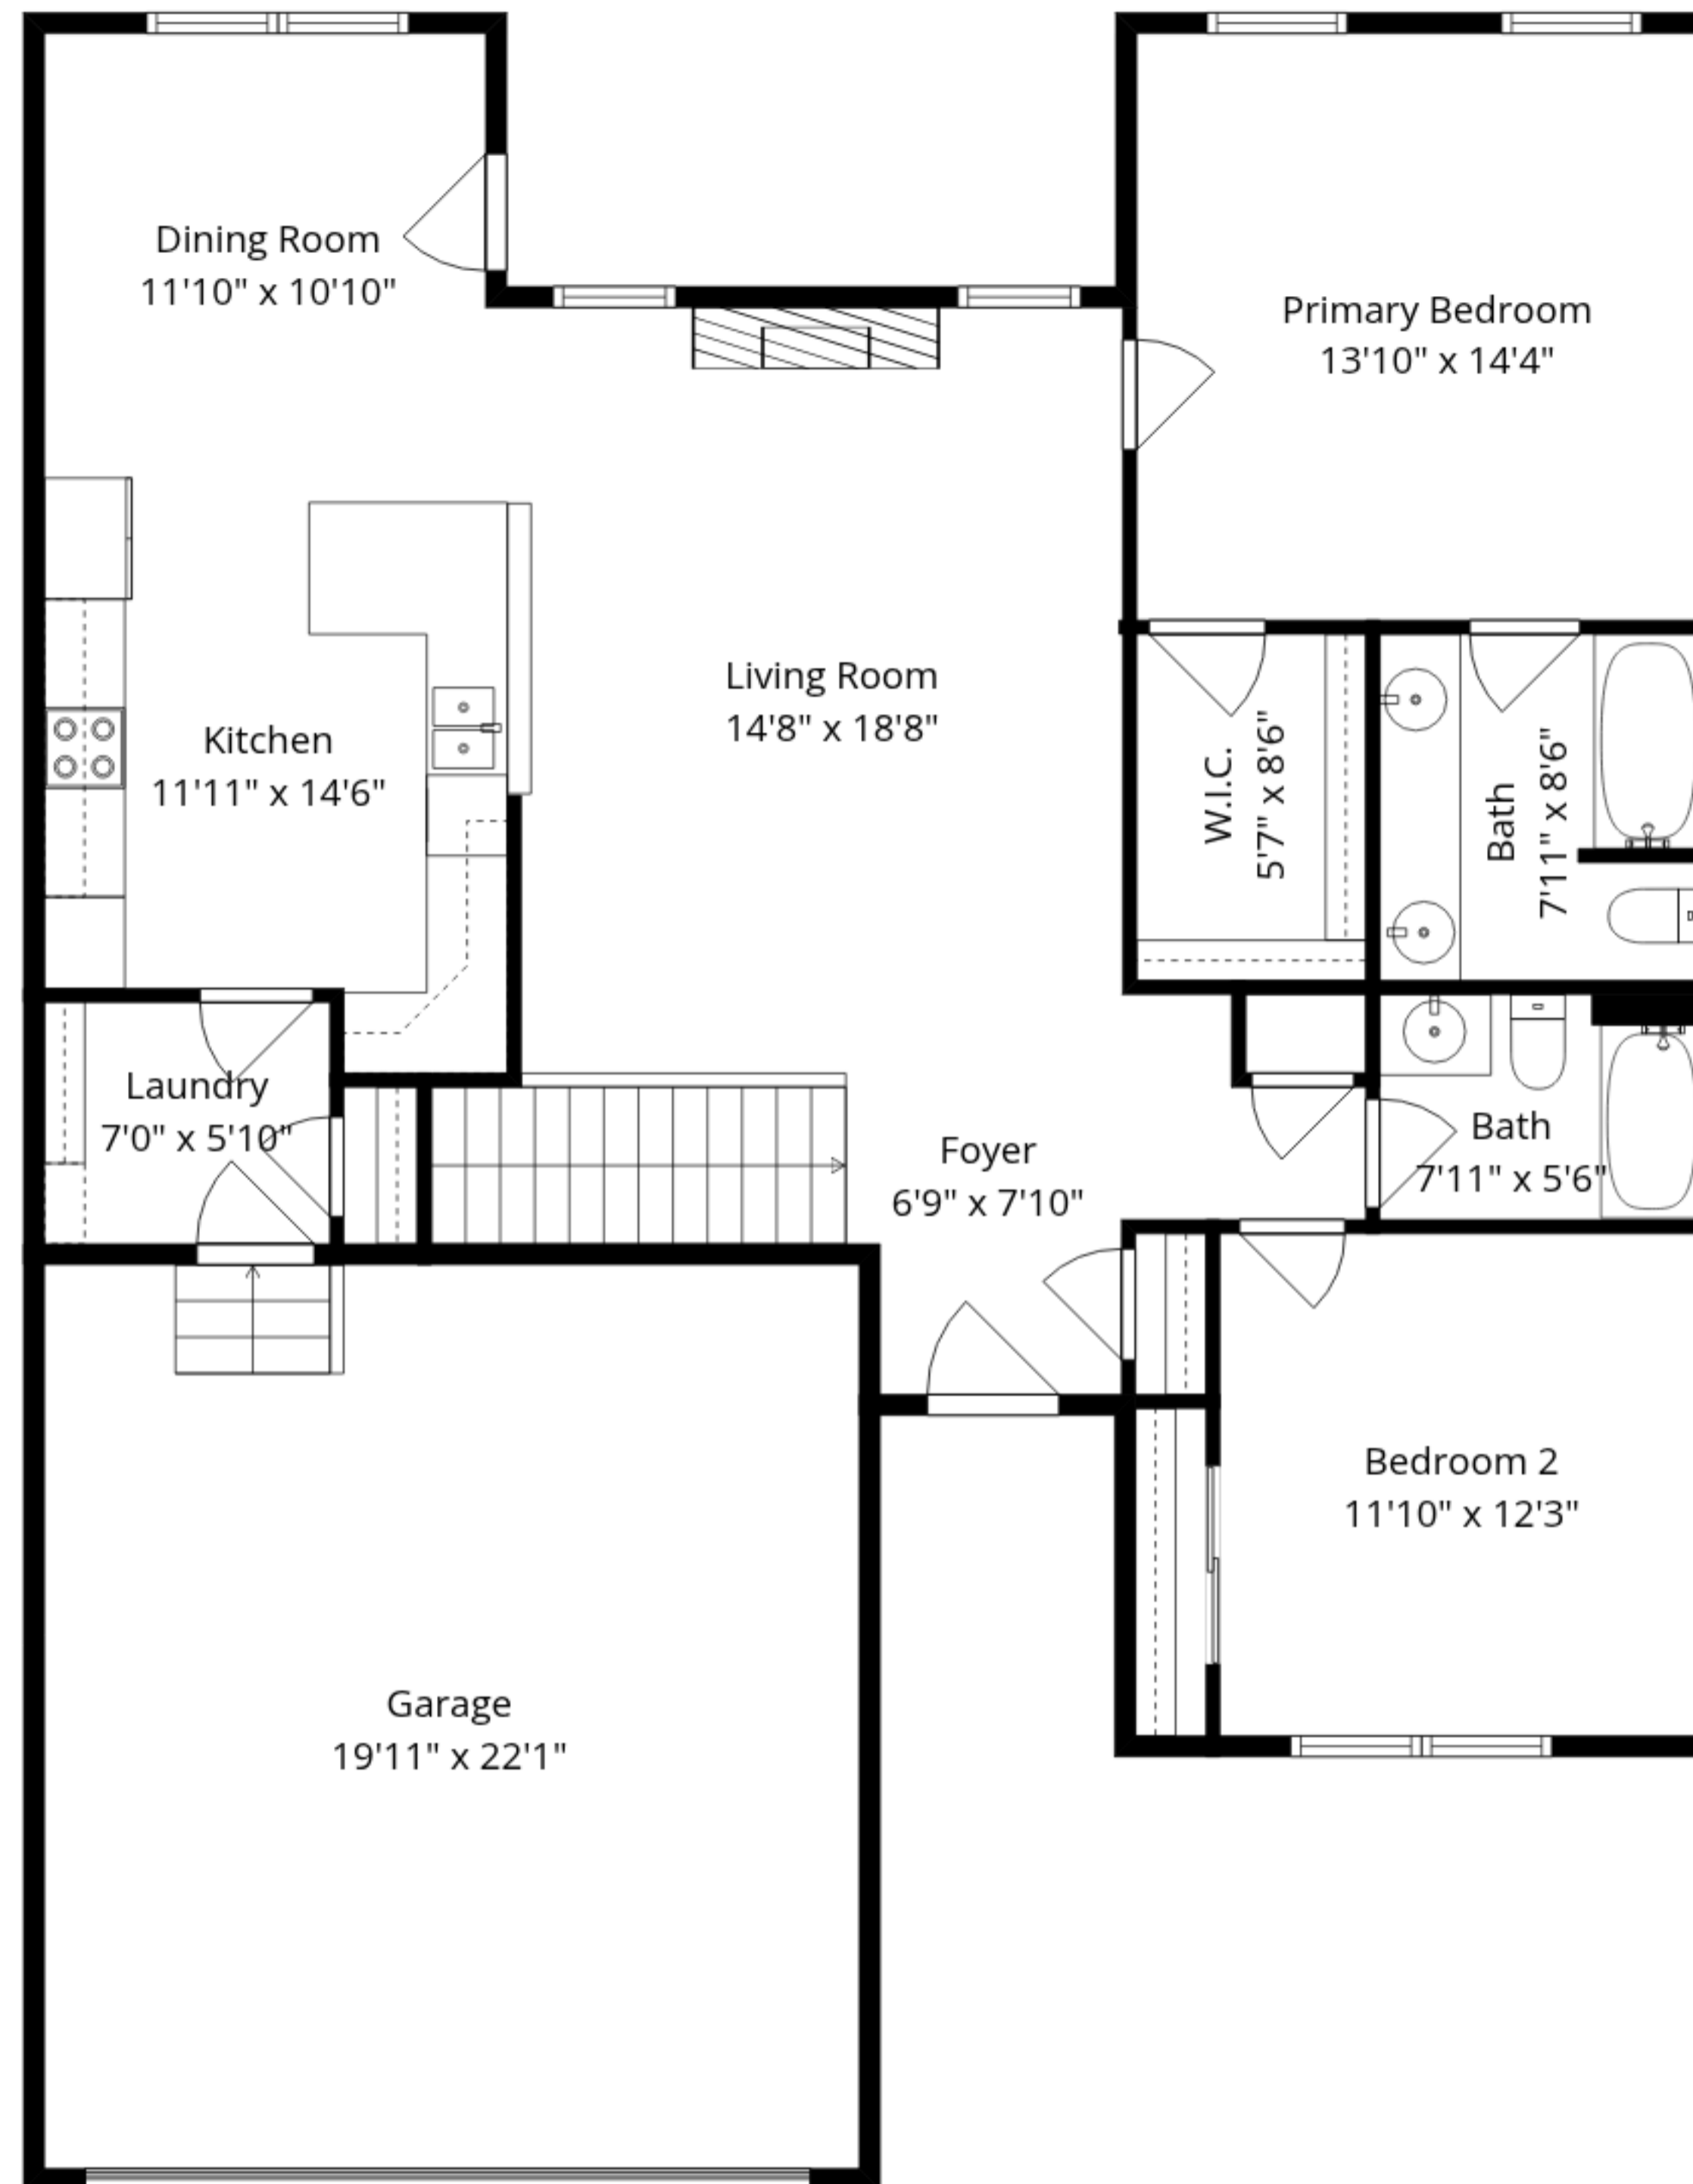 Dining Room
11'10" x 10'10"
Primary Bedroom
13'10" x 14'4"
Living Room
14'8" x 18'8"
Kitchen
11'11" x 14'6"
W.I.C.
5'7" x 8'6"
Bath
7'11" x 8'6"
Laundry
7'0" x 5'10"
Foyer
6'9" x 7'10"
Bath
7'11" x 5'6"
Bedroom 2
11'10" x 12'3"
Garage
19'11" x 22'1"